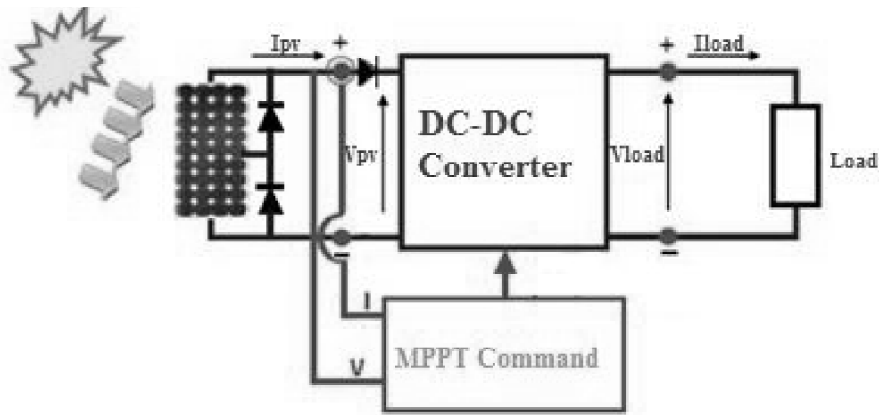 Ipv
+
+
Iload
DC-DC
Converter
Vpv
Vload
Load
−
−
I
MPPT Command
V